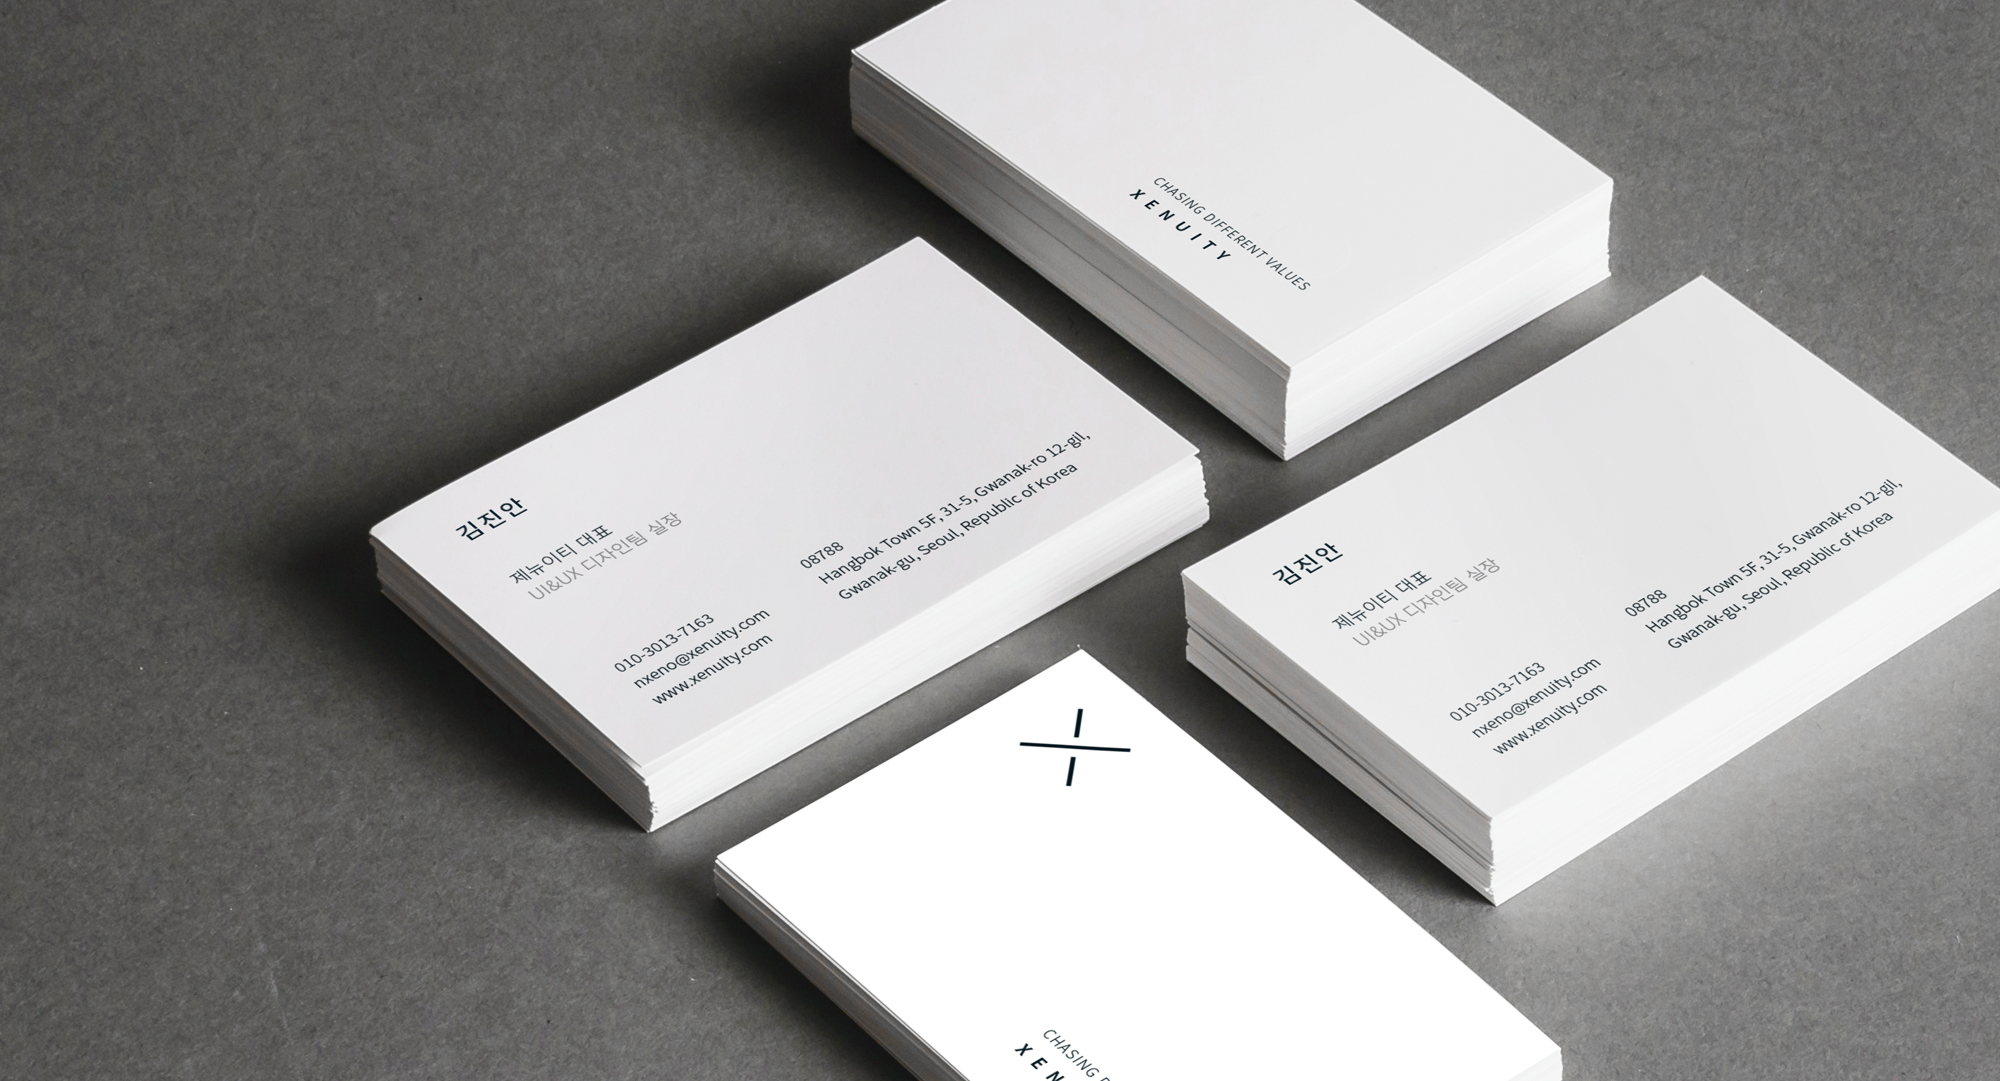 CHASING DIFFERENT VALUES
XENUITY
김진안
제뉴이티 대표
UI&UX 디자인팀 실장
010-3013-7163
nxeno@xenuity.com
www.xenuity.com
08788
Hangbok Town 5F, 31-5, Gwanak-ro 12-gil,
Gwanak-gu, Seoul, Republic of Korea
김진안
제뉴이티 대표
UI&UX 디자인팀 실장
010-3013-7163
nxeno@xenuity.com
www.xenuity.com
08788
Hangbok Town 5F, 31-5, Gwanak-ro 12-gil,
Gwanak-gu, Seoul, Republic of Korea
CHASING
XEN